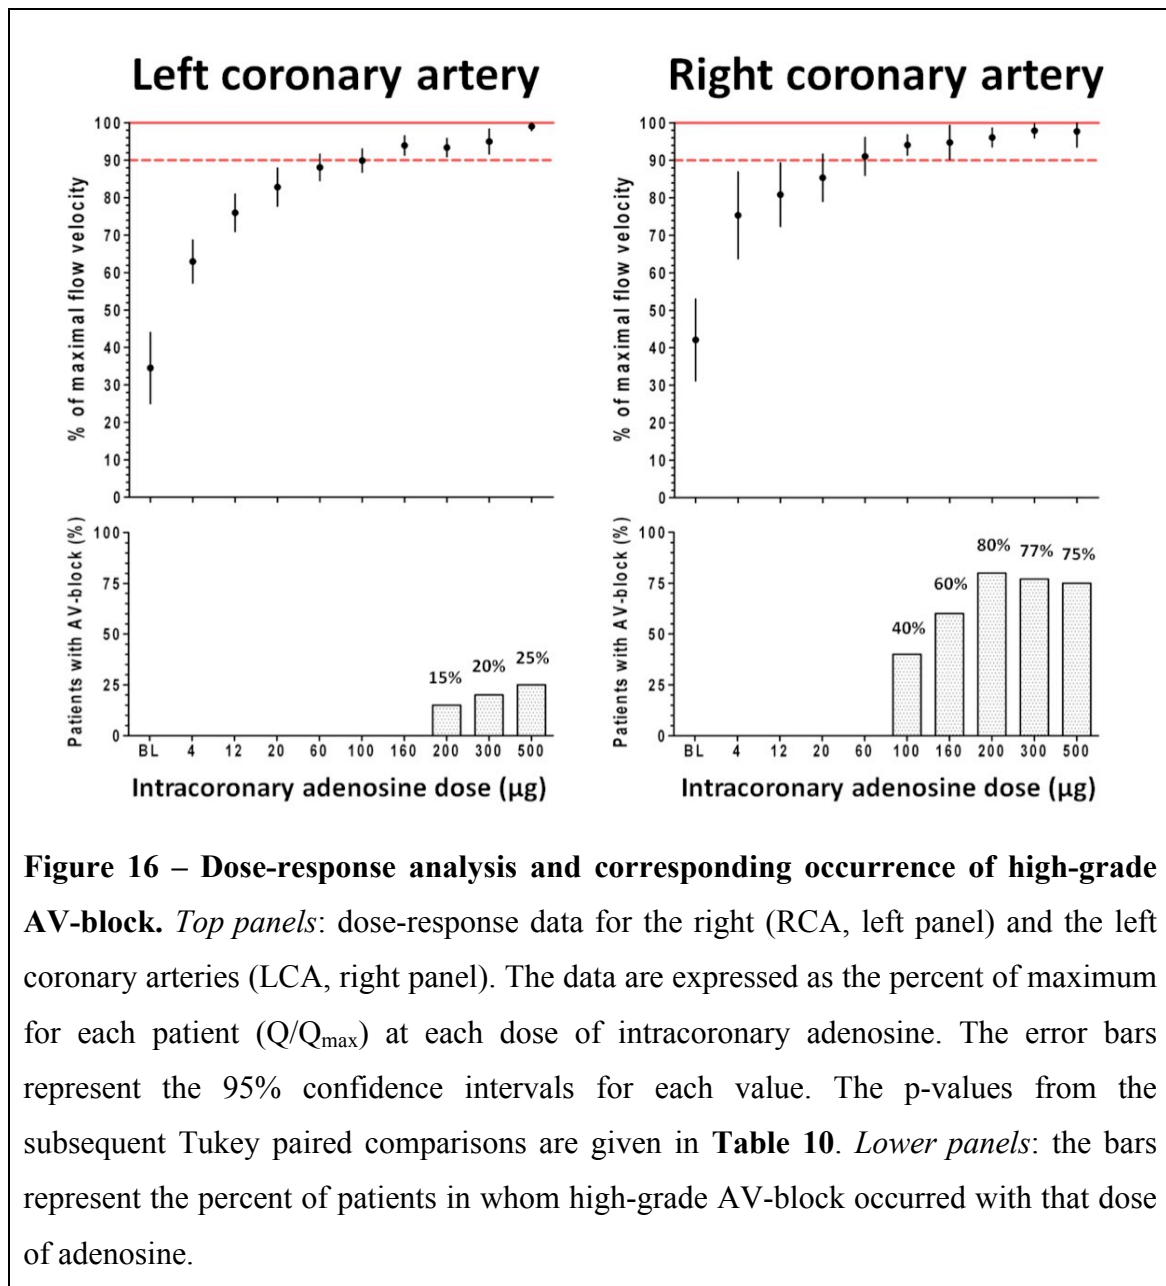 Left coronary artery
Right coronary artery
% of maximal flow velocity
100
90
80
70
60
50
40
30
20
10
0
% of maximal flow velocity
100
90
80
70
60
50
40
30
20
10
0
Patients with AV-block (%)
100
75
50
25
0
15%
20%
25%
BL 4 12 20 60 100 160 200 300 500
Intracoronary adenosine dose (µg)
Patients with AV-block (%)
100
75
50
25
0
40%
60%
80%
77%
75%
BL 4 12 20 60 100 160 200 300 500
Intracoronary adenosine dose (µg)
Figure 16 – Dose-response analysis and corresponding occurrence of high-grade
AV-block. Top panels: dose-response data for the right (RCA, left panel) and the left
coronary arteries (LCA, right panel). The data are expressed as the percent of maximum
for each patient (Q/Qmax) at each dose of intracoronary adenosine. The error bars
represent the 95% confidence intervals for each value. The p-values from the
subsequent Tukey paired comparisons are given in Table 10. Lower panels: the bars
represent the percent of patients in whom high-grade AV-block occurred with that dose
of adenosine.